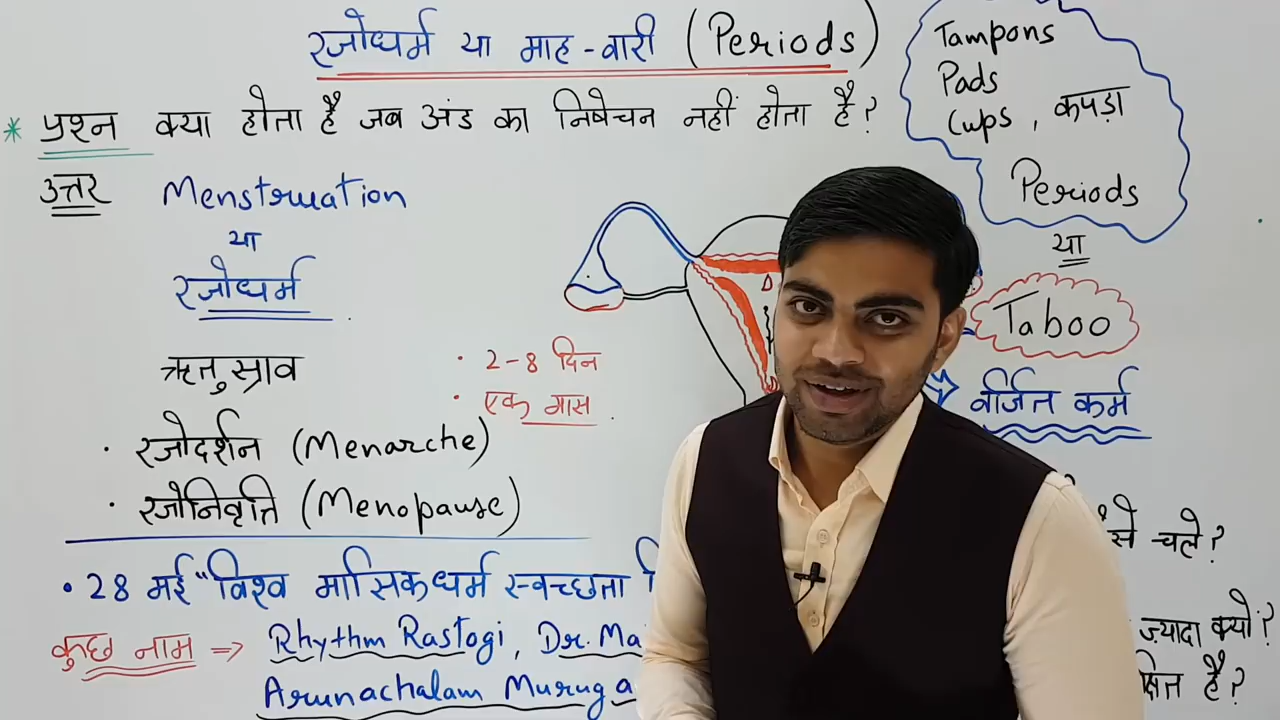 रजोधर्म या माह-वारी (Periods)
* प्रश्न क्या होता है जब अंड का निषेचन नहीं होता है?
उत्तर Menstruation
या
रजोधर्म
ऋतुस्राव
• 2-8 दिन
• एक मास
• रजोदर्शन (Menarche)
• रजोनिवृत्ति (Menopause)
• 28 मई "विश्व मासिकधर्म स्वच्छता
कुछ नाम ⇒ Rhythm Rastogi, Dr. Ma
Arunachalam Muruga
Tampons
Pads
Cups, कपड़ा
Periods
या
Taboo
वर्जित कर्म
से चले?
ज़्यादा क्यों?
है?